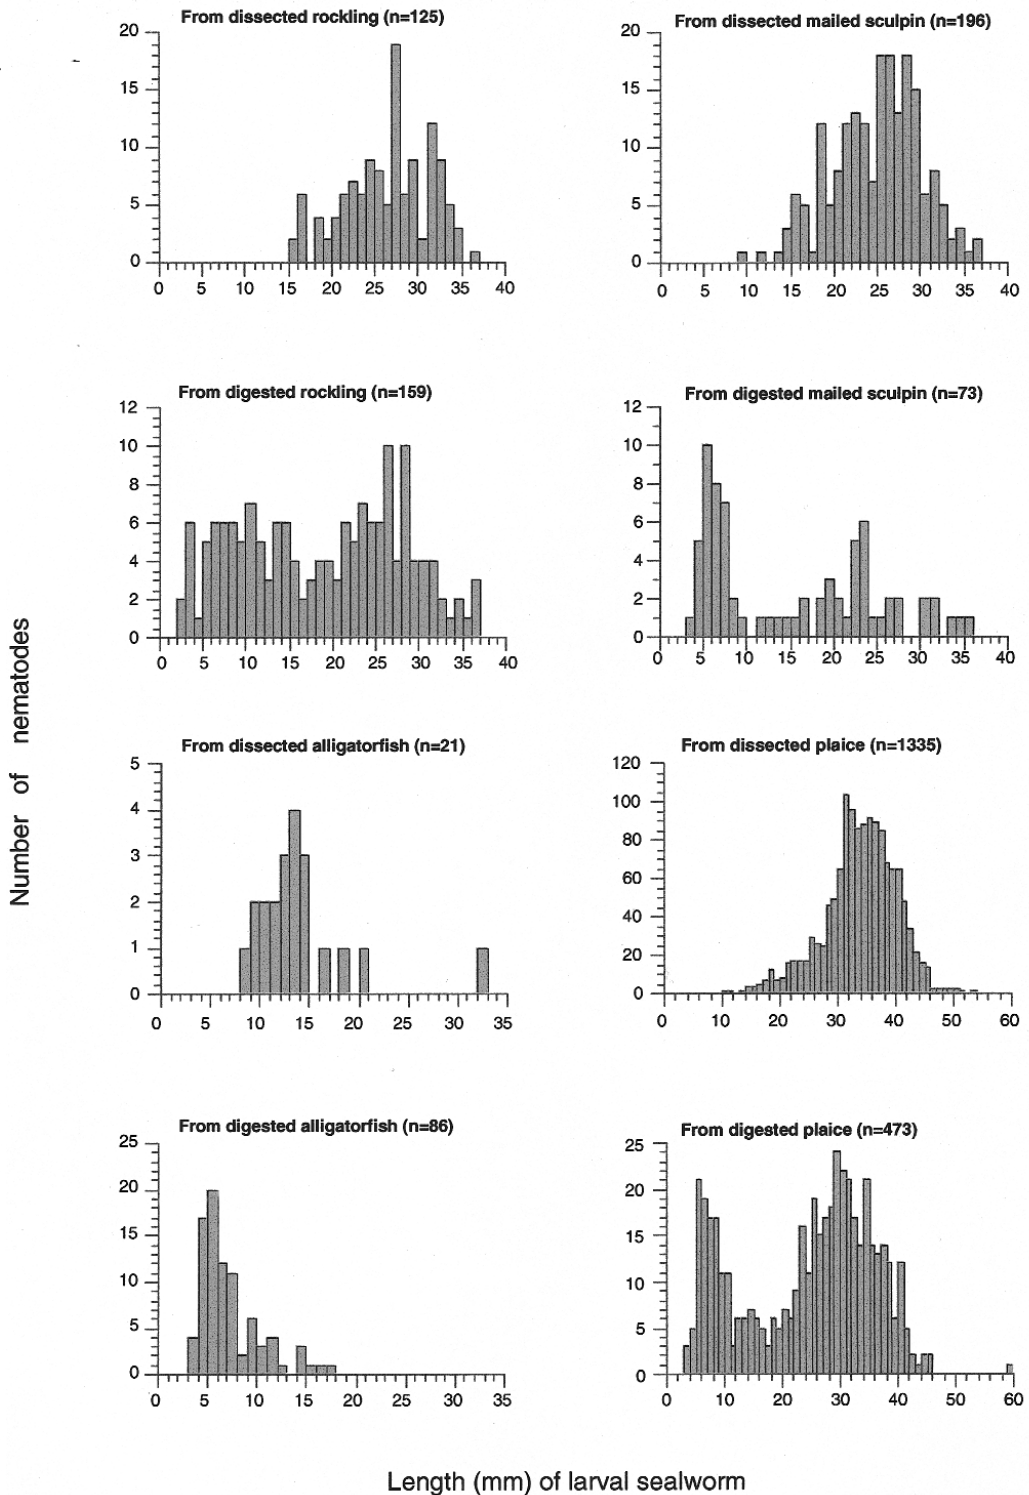 From dissected rockling (n=125)
20
15
10
5
0
0 5 10 15 20 25 30 35 40
From dissected mailed sculpin (n=196)
20
15
10
5
0
0 5 10 15 20 25 30 35 40
From digested rockling (n=159)
12
10
8
6
4
2
0
0 5 10 15 20 25 30 35 40
From digested mailed sculpin (n=73)
12
10
8
6
4
2
0
0 5 10 15 20 25 30 35 40
Number of nematodes
From dissected alligatorfish (n=21)
5
4
3
2
1
0
0 5 10 15 20 25 30 35
From dissected plaice (n=1335)
120
100
80
60
40
20
0
0 10 20 30 40 50 60
From digested alligatorfish (n=86)
25
20
15
10
5
0
0 5 10 15 20 25 30 35
From digested plaice (n=473)
25
20
15
10
5
0
0 10 20 30 40 50 60
Length (mm) of larval sealworm